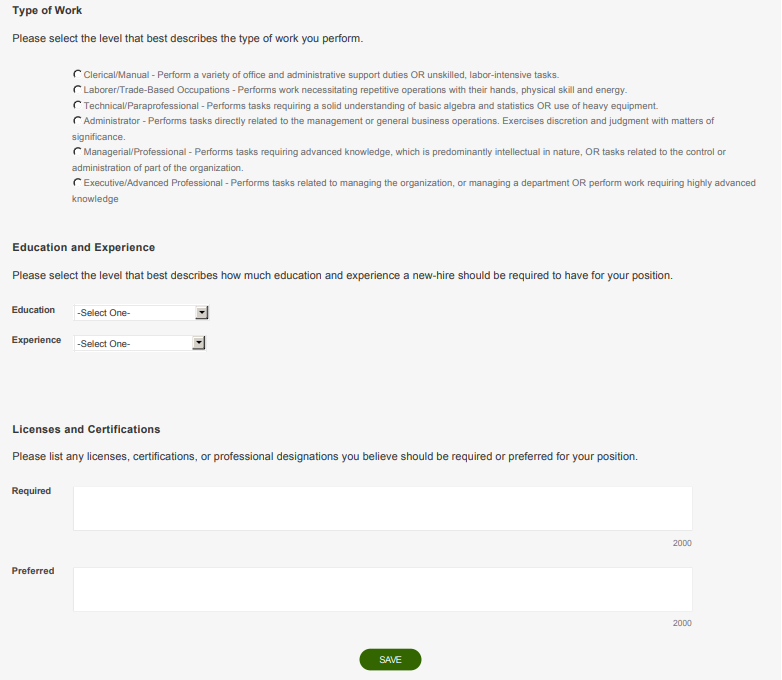 Type of Work
Please select the level that best describes the type of work you perform.
Clerical/Manual - Perform a variety of office and administrative support duties OR unskilled, labor-intensive tasks.
Laborer/Trade-Based Occupations - Performs work necessitating repetitive operations with their hands, physical skill and energy.
Technical/Paraprofessional - Performs tasks requiring a solid understanding of basic algebra and statistics OR use of heavy equipment.
Administrator - Performs tasks directly related to the management or general business operations. Exercises discretion and judgment with matters of
significance.
Managerial/Professional - Performs tasks requiring advanced knowledge, which is predominantly intellectual in nature, OR tasks related to the control or
administration of part of the organization.
Executive/Advanced Professional - Performs tasks related to managing the organization, or managing a department OR perform work requiring highly advanced
knowledge
Education and Experience
Please select the level that best describes how much education and experience a new-hire should be required to have for your position.
Education -Select One-
Experience -Select One-
Licenses and Certifications
Please list any licenses, certifications, or professional designations you believe should be required or preferred for your position.
Required
2000
Preferred
2000
SAVE